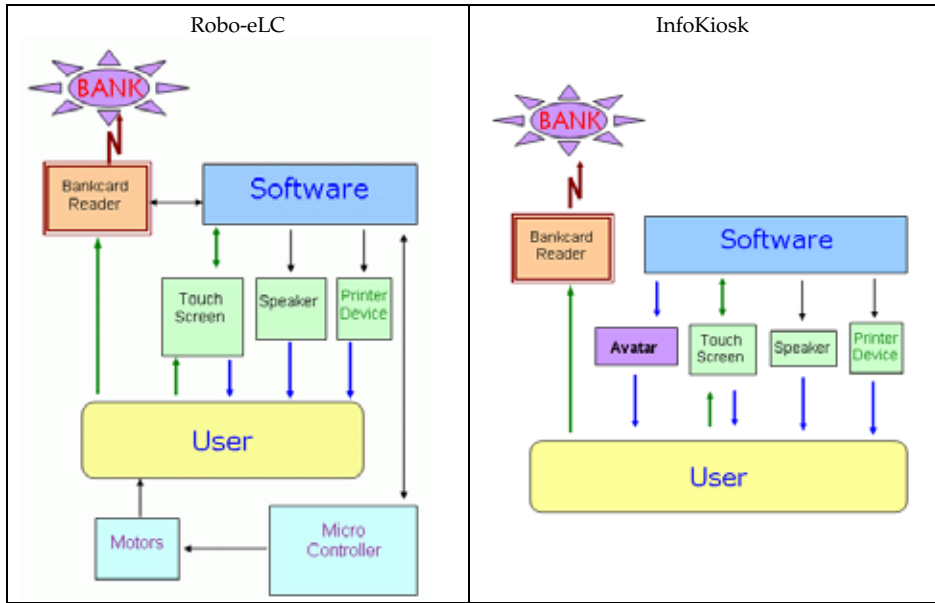 Robo-eLC
BANK
Bankcard
Reader
Software
Touch
Screen
Speaker
Printer
Device
User
Motors
Micro
Controller
InfoKiosk
BANK
Bankcard
Reader
Software
Avatar
Touch
Screen
Speaker
Printer
Device
User